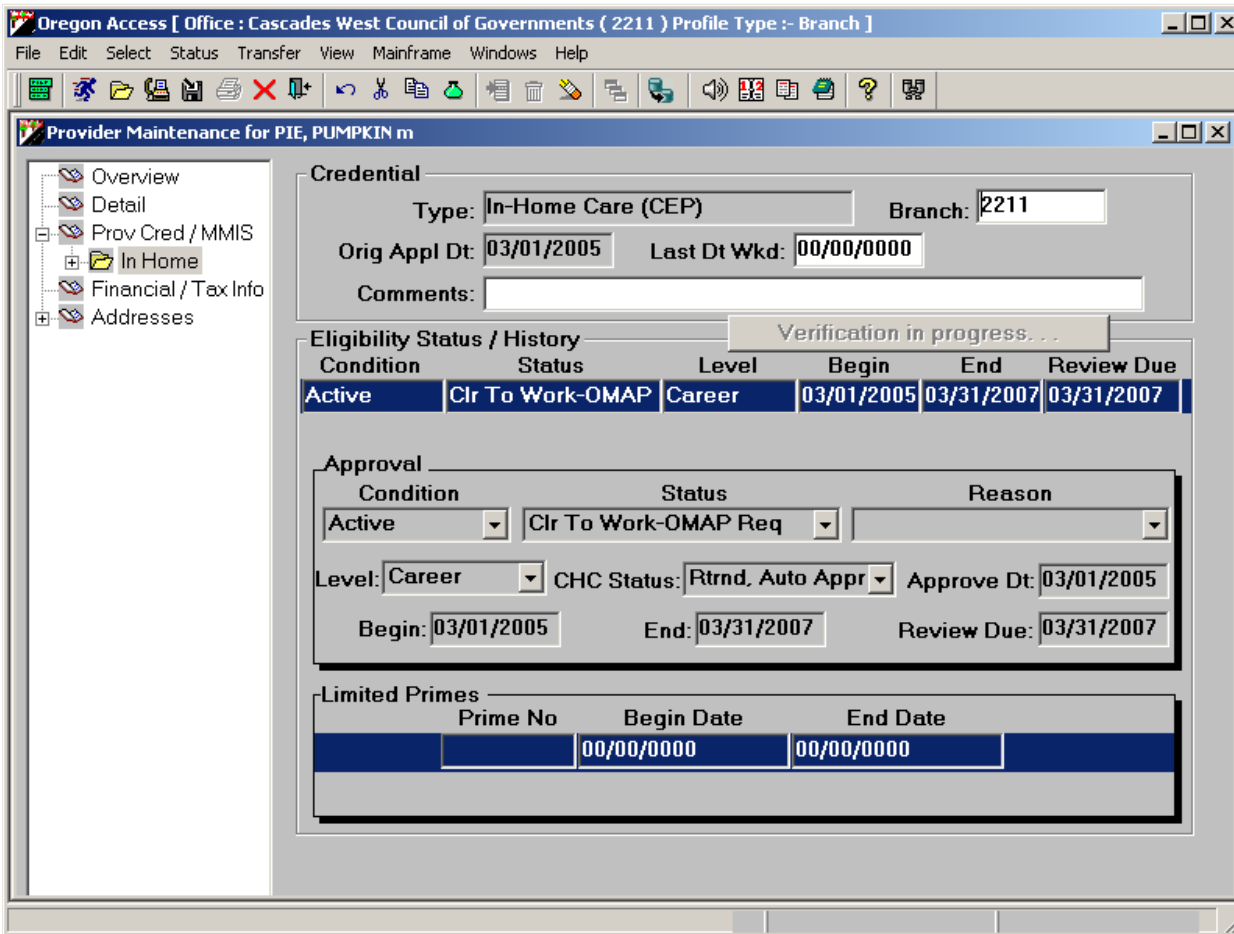 Oregon Access [ Office : Cascades West Council of Governments ( 2211 ) Profile Type :- Branch ]
File Edit Select Status Transfer View Mainframe Windows Help
Provider Maintenance for PIE, PUMPKIN m
Overview
Detail
Prov Cred / MMIS
In Home
Financial / Tax Info
Addresses
Credential
Type: In-Home Care (CEP) Branch: 2211
Orig Appl Dt: 03/01/2005 Last Dt Wkd: 00/00/0000
Comments:
Verification in progress. . .
Eligibility Status / History
Condition Status Level Begin End Review Due
Active Clr To Work-OMAP Career 03/01/2005 03/31/2007 03/31/2007
Approval
Condition Status Reason
Active Clr To Work-OMAP Req
Level: Career CHC Status: Rtrnd, Auto Appr Approve Dt: 03/01/2005
Begin: 03/01/2005 End: 03/31/2007 Review Due: 03/31/2007
Limited Primes
Prime No Begin Date End Date
00/00/0000 00/00/0000